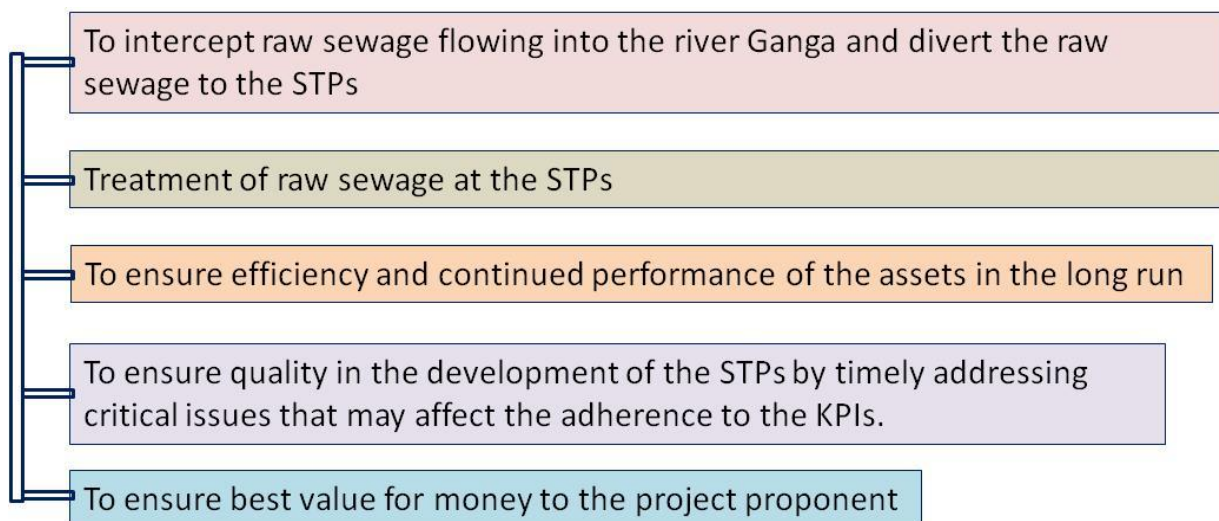 To intercept raw sewage flowing into the river Ganga and divert the raw
sewage to the STPs
Treatment of raw sewage at the STPs
To ensure efficiency and continued performance of the assets in the long run
To ensure quality in the development of the STPs by timely addressing
critical issues that may affect the adherence to the KPIs.
To ensure best value for money to the project proponent